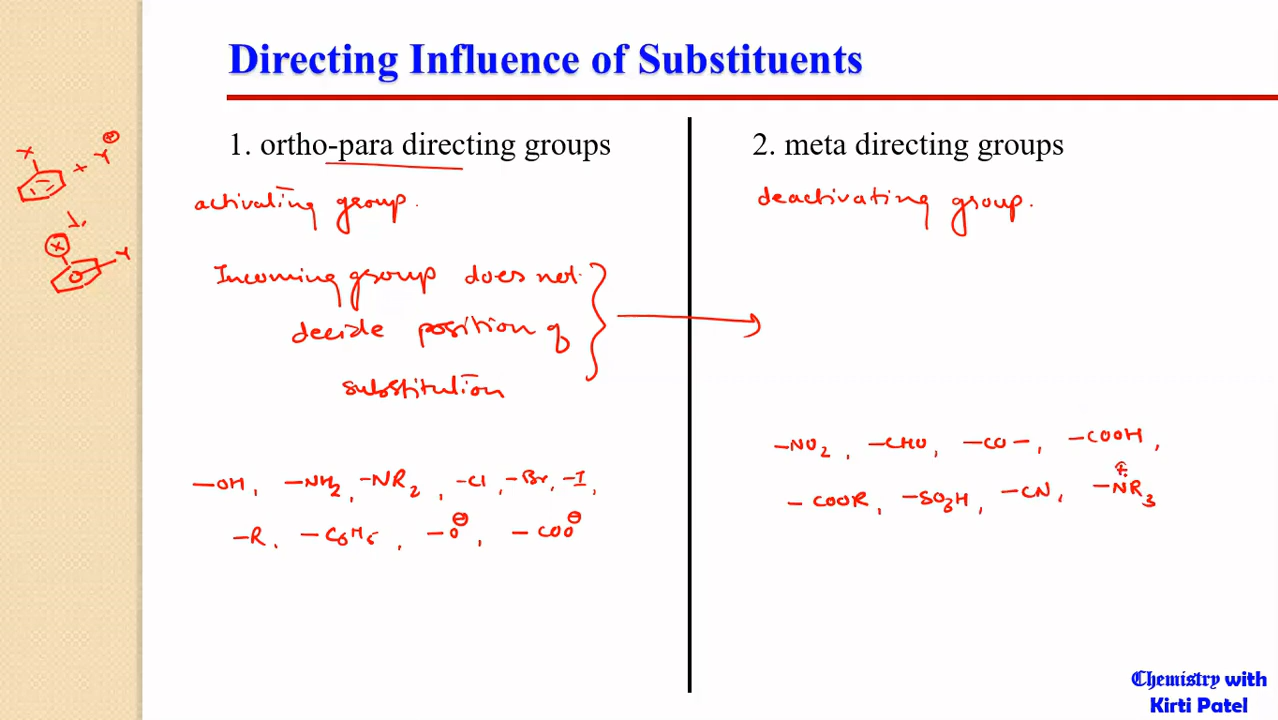 Directing Influence of Substituents
1. ortho-para directing groups
activating group.
Incoming group does not
decide position of
substitution
-OH, -NH₂, -NR₂, -Cl, -Br, -I,
-R, -C₆H₅, -O⊖, -COO⊖
2. meta directing groups
deactivating group.
-NO₂, -CHO, -CO-, -COOH,
-COOR, -SO₃H, -CN, -N⊕R₃
X
+ Y⊕
X
Y
Chemistry with
Kirti Patel